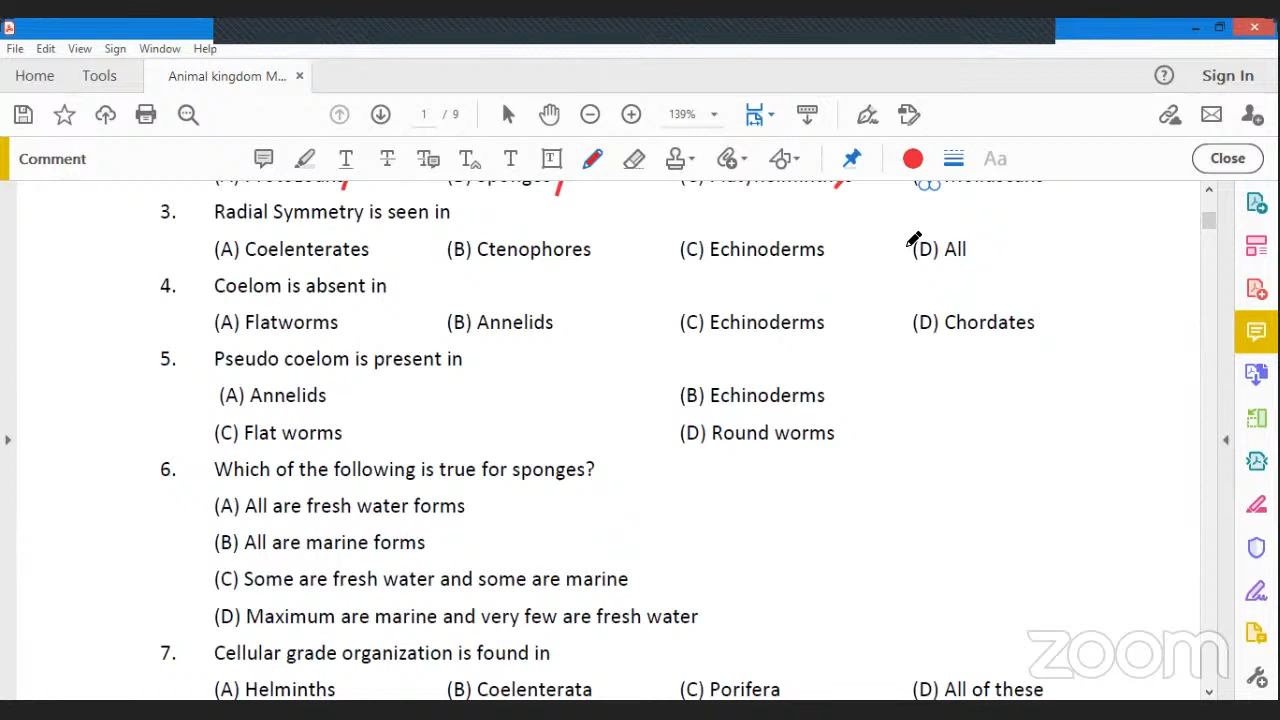 File Edit View Sign Window Help
Home Tools Animal kingdom M... × Sign In
1 / 9 139%
Comment Close
3. Radial Symmetry is seen in
(A) Coelenterates (B) Ctenophores (C) Echinoderms (D) All
4. Coelom is absent in
(A) Flatworms (B) Annelids (C) Echinoderms (D) Chordates
5. Pseudo coelom is present in
(A) Annelids (B) Echinoderms
(C) Flat worms (D) Round worms
6. Which of the following is true for sponges?
(A) All are fresh water forms
(B) All are marine forms
(C) Some are fresh water and some are marine
(D) Maximum are marine and very few are fresh water
7. Cellular grade organization is found in
(A) Helminths (B) Coelenterata (C) Porifera (D) All of these
zoom